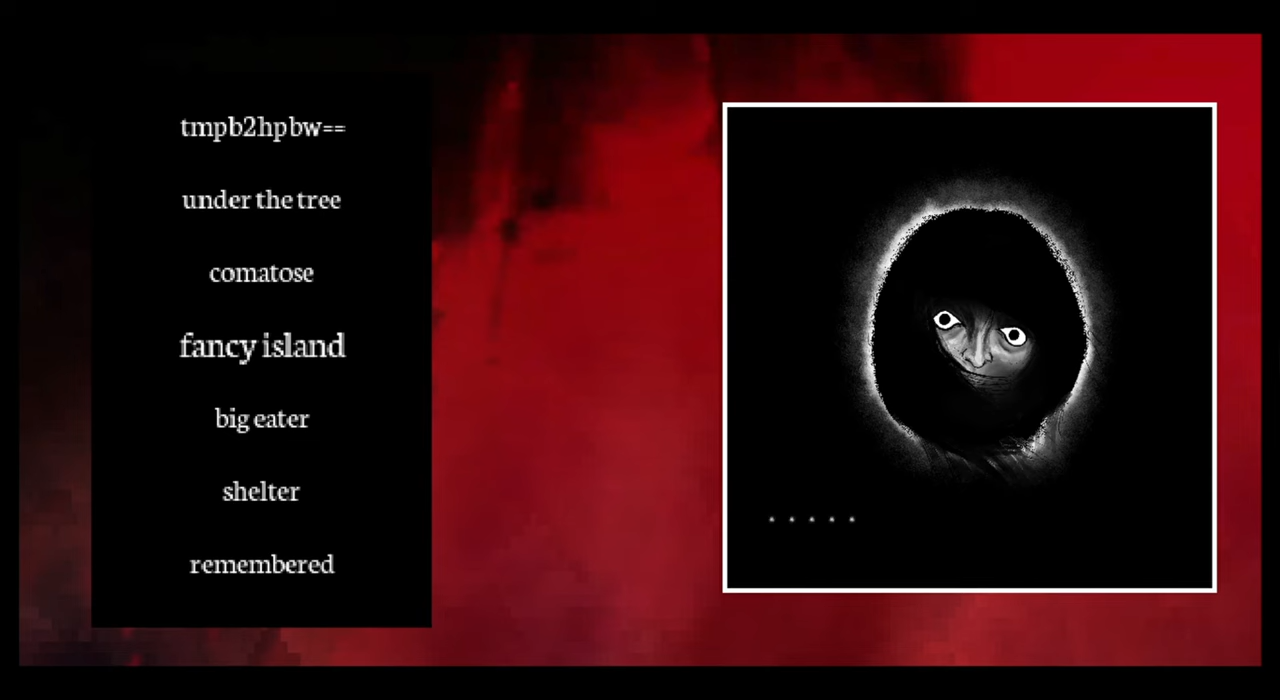 tmpb2hpbw==
under the tree
comatose
fancy island
big eater
shelter
remembered
.....